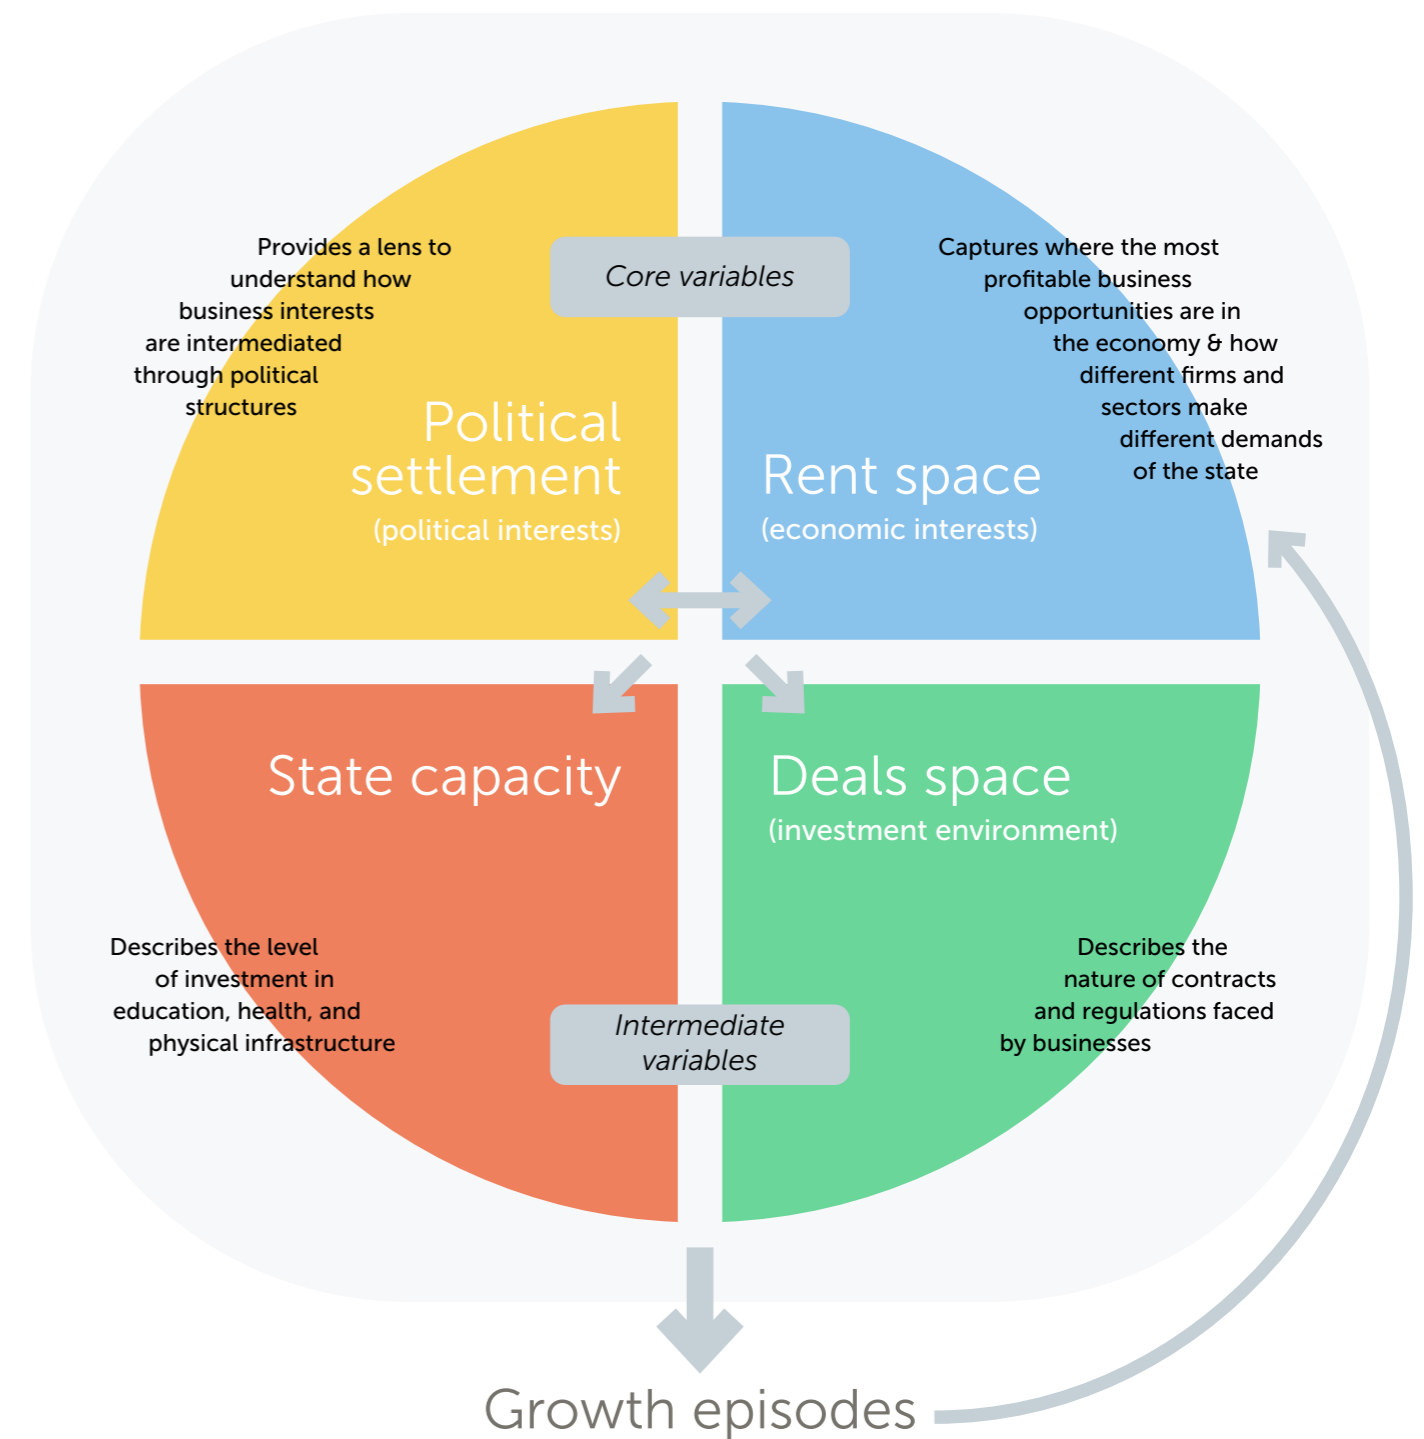 Provides a lens to
understand how
business interests
are intermediated
through political
structures
Core variables
Captures where the most
profitable business
opportunities are in
the economy & how
different firms and
sectors make
different demands
of the state
Political
settlement
(political interests)
Rent space
(economic interests)
State capacity
Deals space
(investment environment)
Describes the level
of investment in
education, health, and
physical infrastructure
Intermediate
variables
Describes the
nature of contracts
and regulations faced
by businesses
Growth episodes